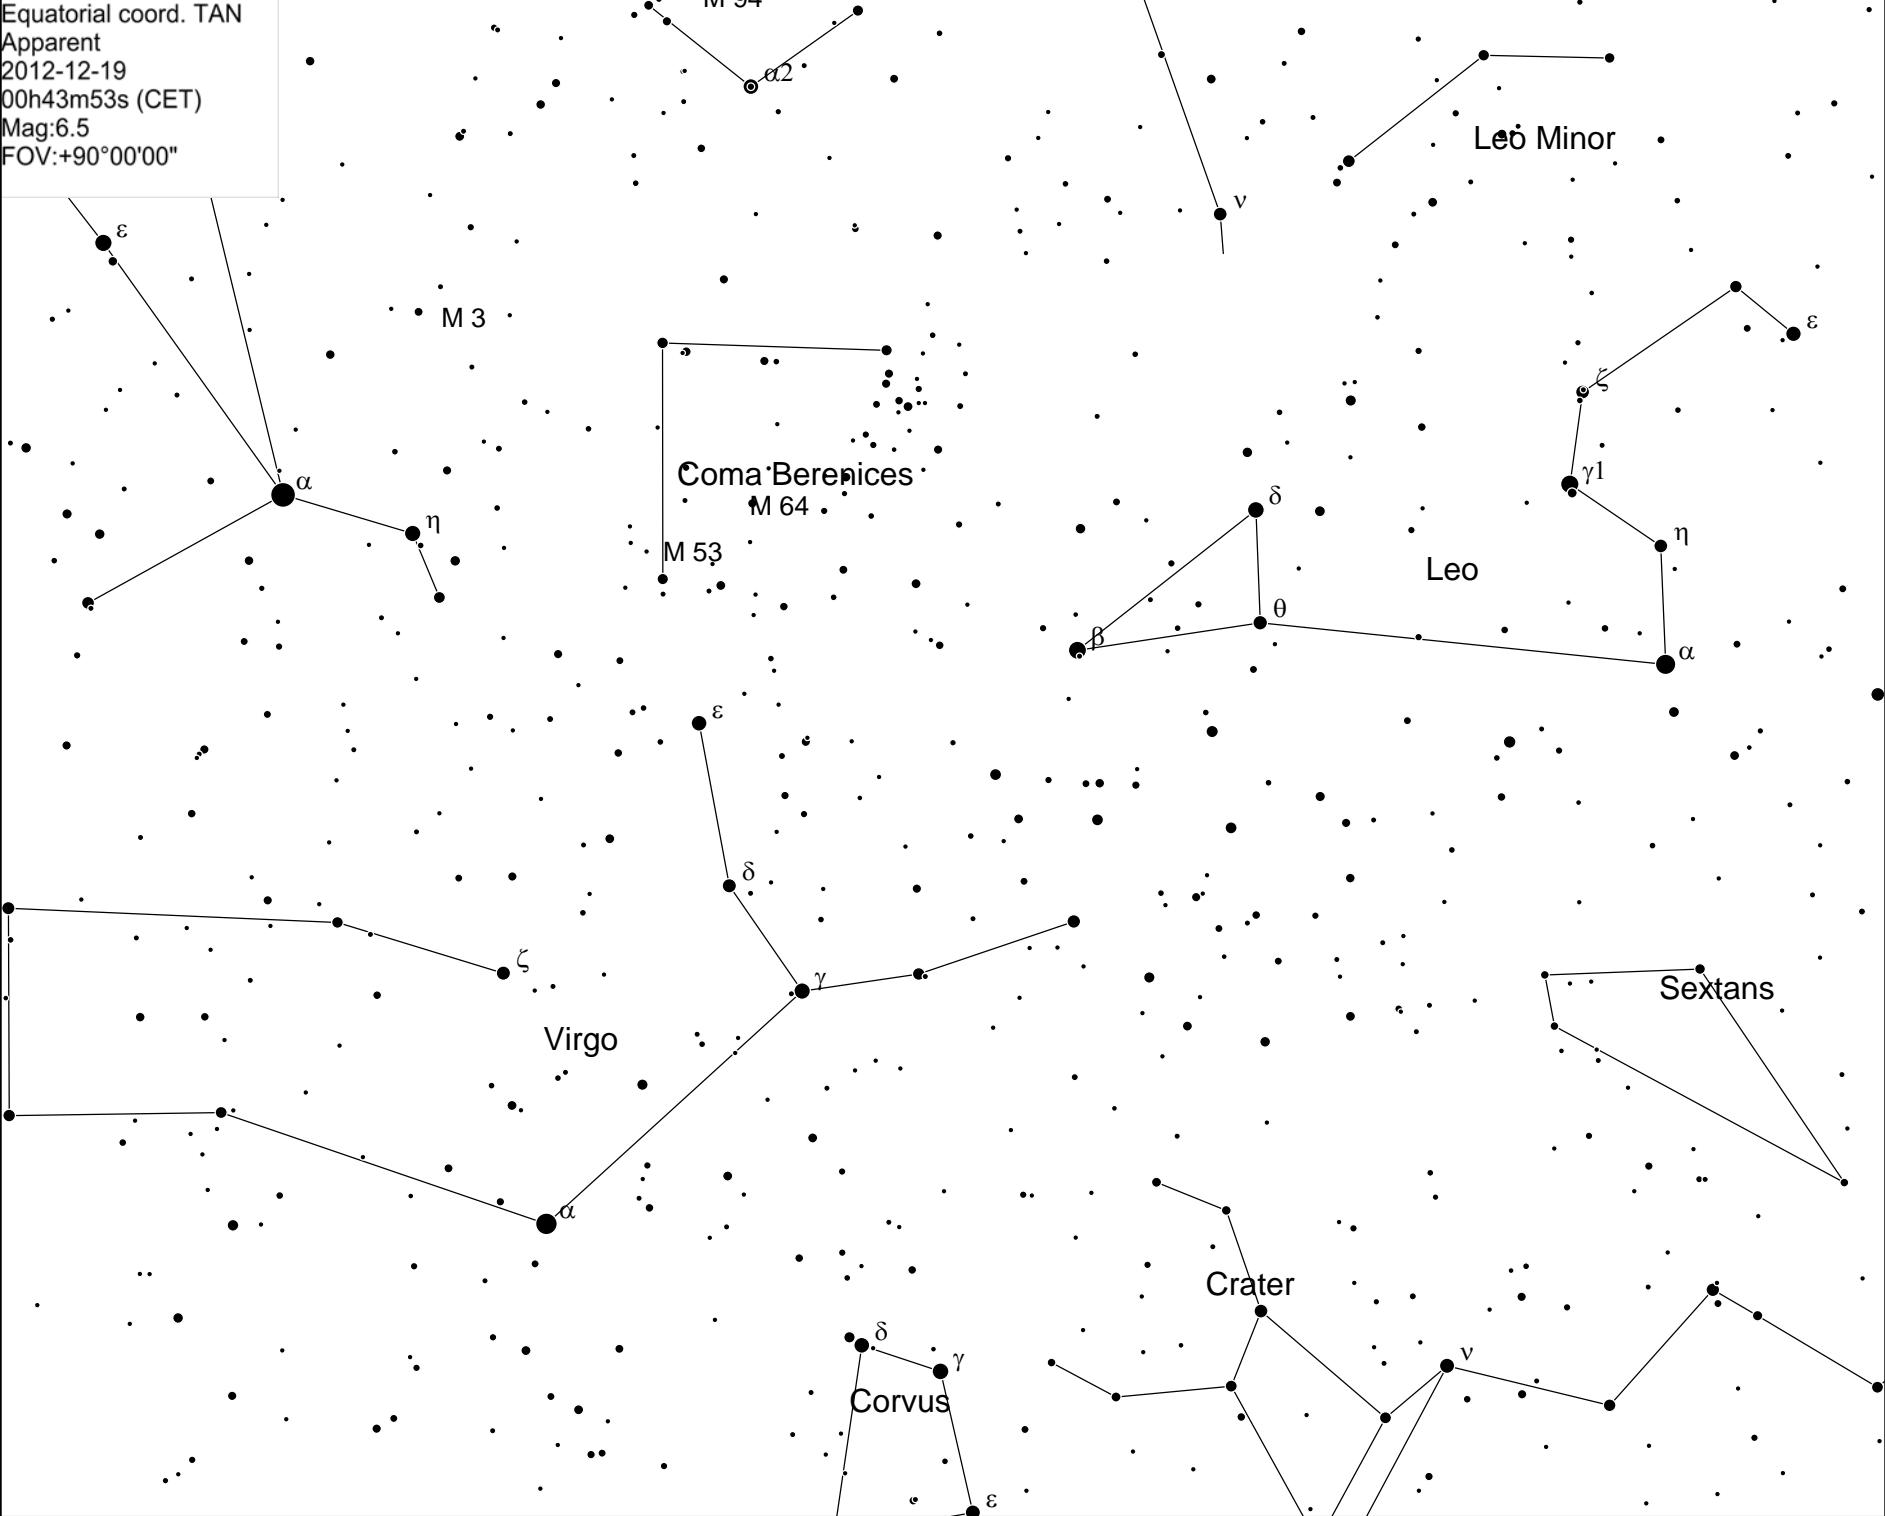 Equatorial coord. TAN
Apparent
2012-12-19
00h43m53s (CET)
Mag:6.5
FOV:+90°00'00"
M 94
α2
Leo Minor
ν
ε
M 3
ε
ζ
Coma Berenices
γ1
α
δ
M 64
η
η
M 53
Leo
θ
β
α
ε
δ
ζ
γ
Sextans
Virgo
α
Crater
δ
ν
γ
Corvus
ε